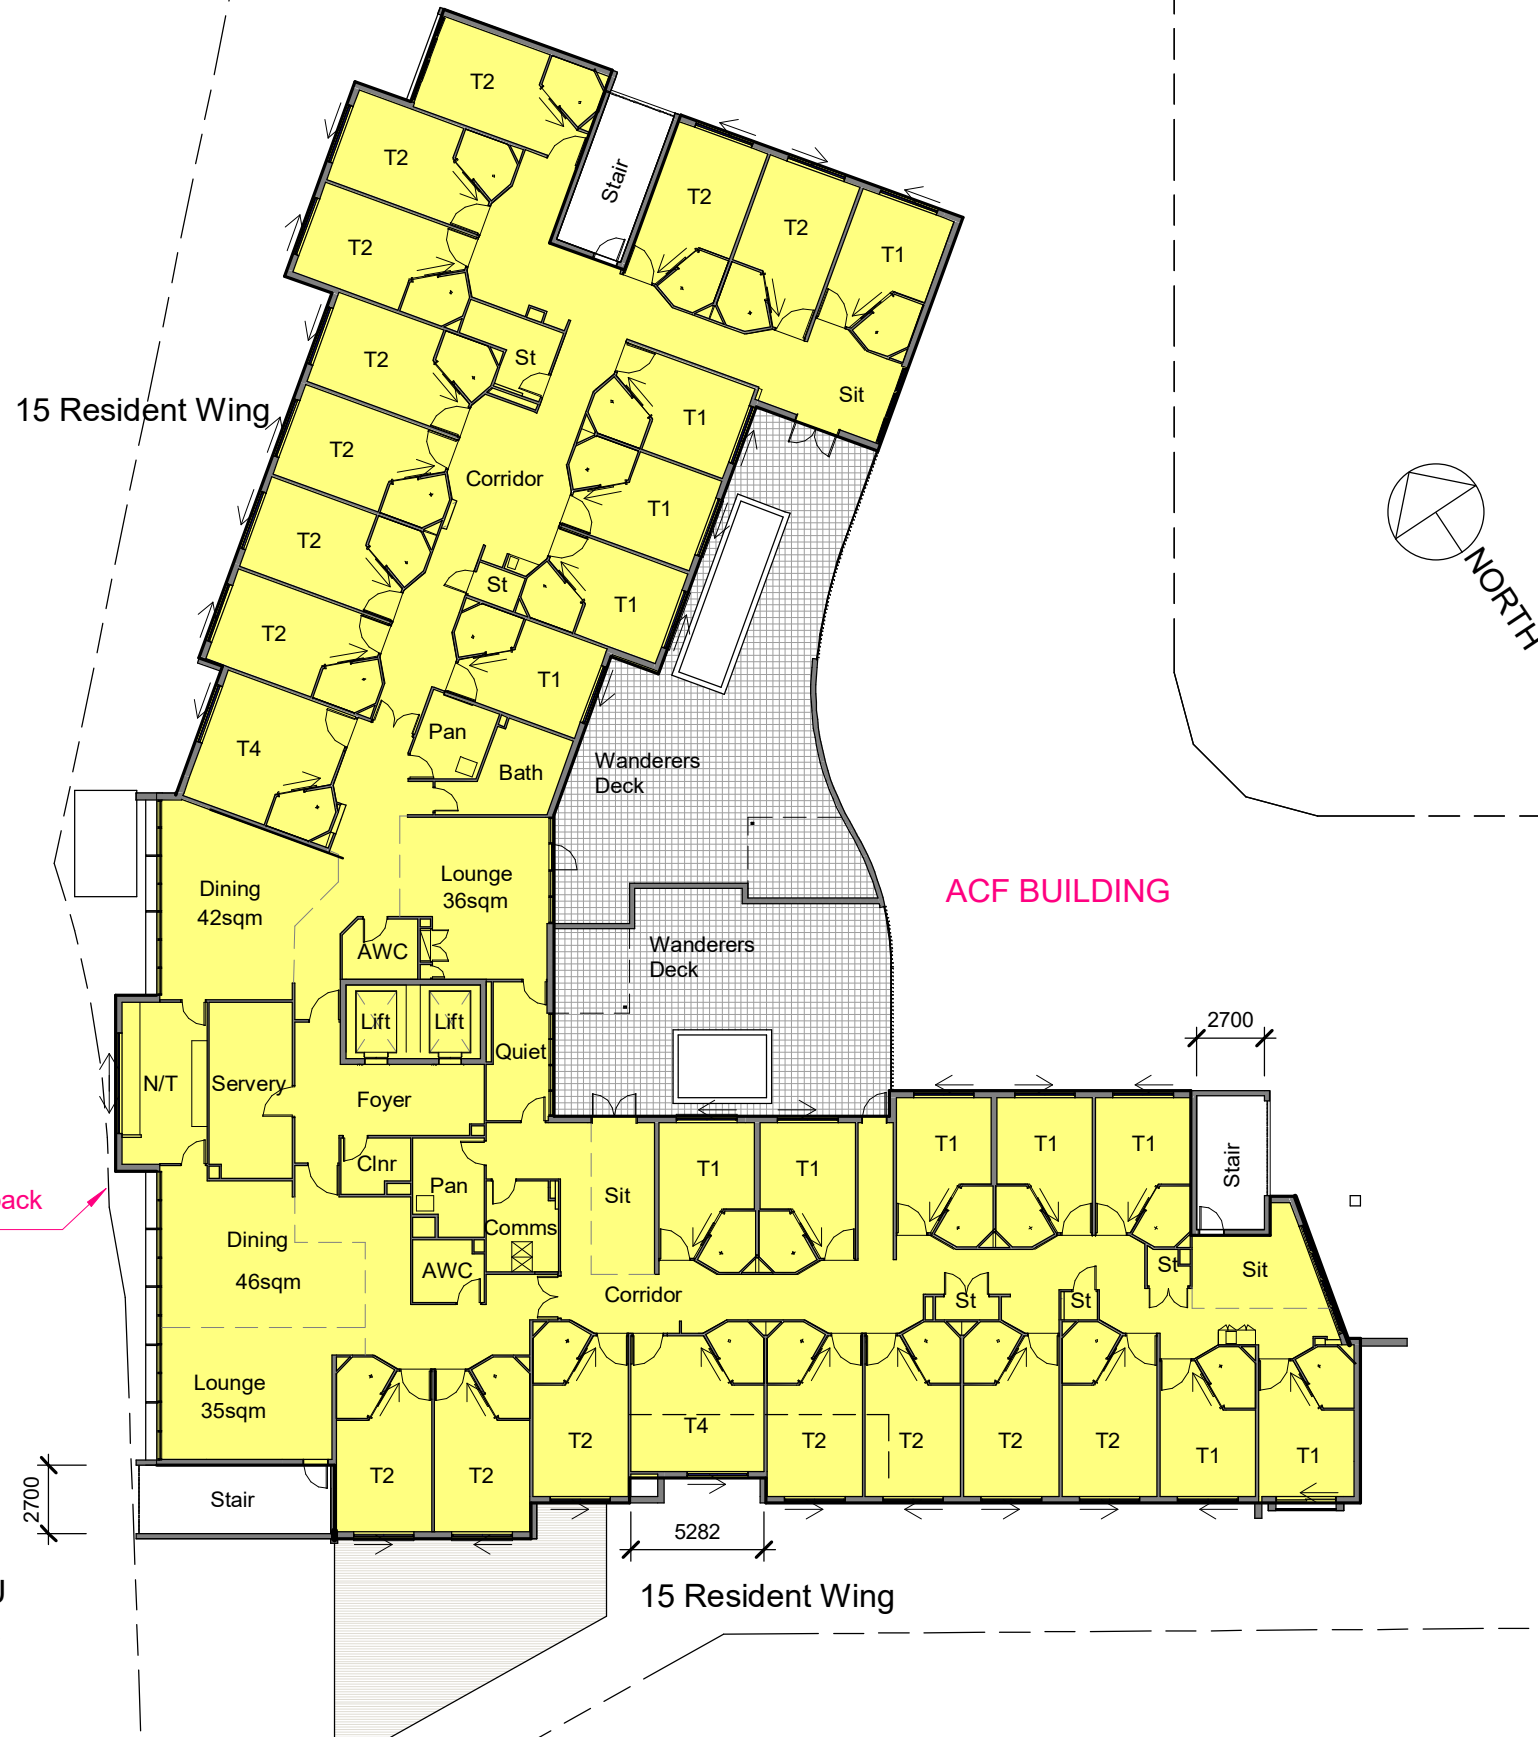 T2
T2
Stair
T2
T2
T1
T2
T2
St
Sit
15 Resident Wing
T1
T2
Corridor
T1
T2
St
T1
T2
T1
NORTH
Pan
T4
Bath
Wanderers
Deck
Dining
42sqm
Lounge
36sqm
ACF BUILDING
AWC
Wanderers
Deck
Lift
Lift
2700
Quiet
N/T
Servery
Foyer
T1
T1
T1
Clnr
T1
T1
Stair
Pan
Sit
ack
Comms
Dining
46sqm
AWC
St
Sit
Corridor
St
St
Lounge
35sqm
T4
T2
T2
T2
T2
T2
T1
T1
T2
T2
2700
Stair
5282
15 Resident Wing